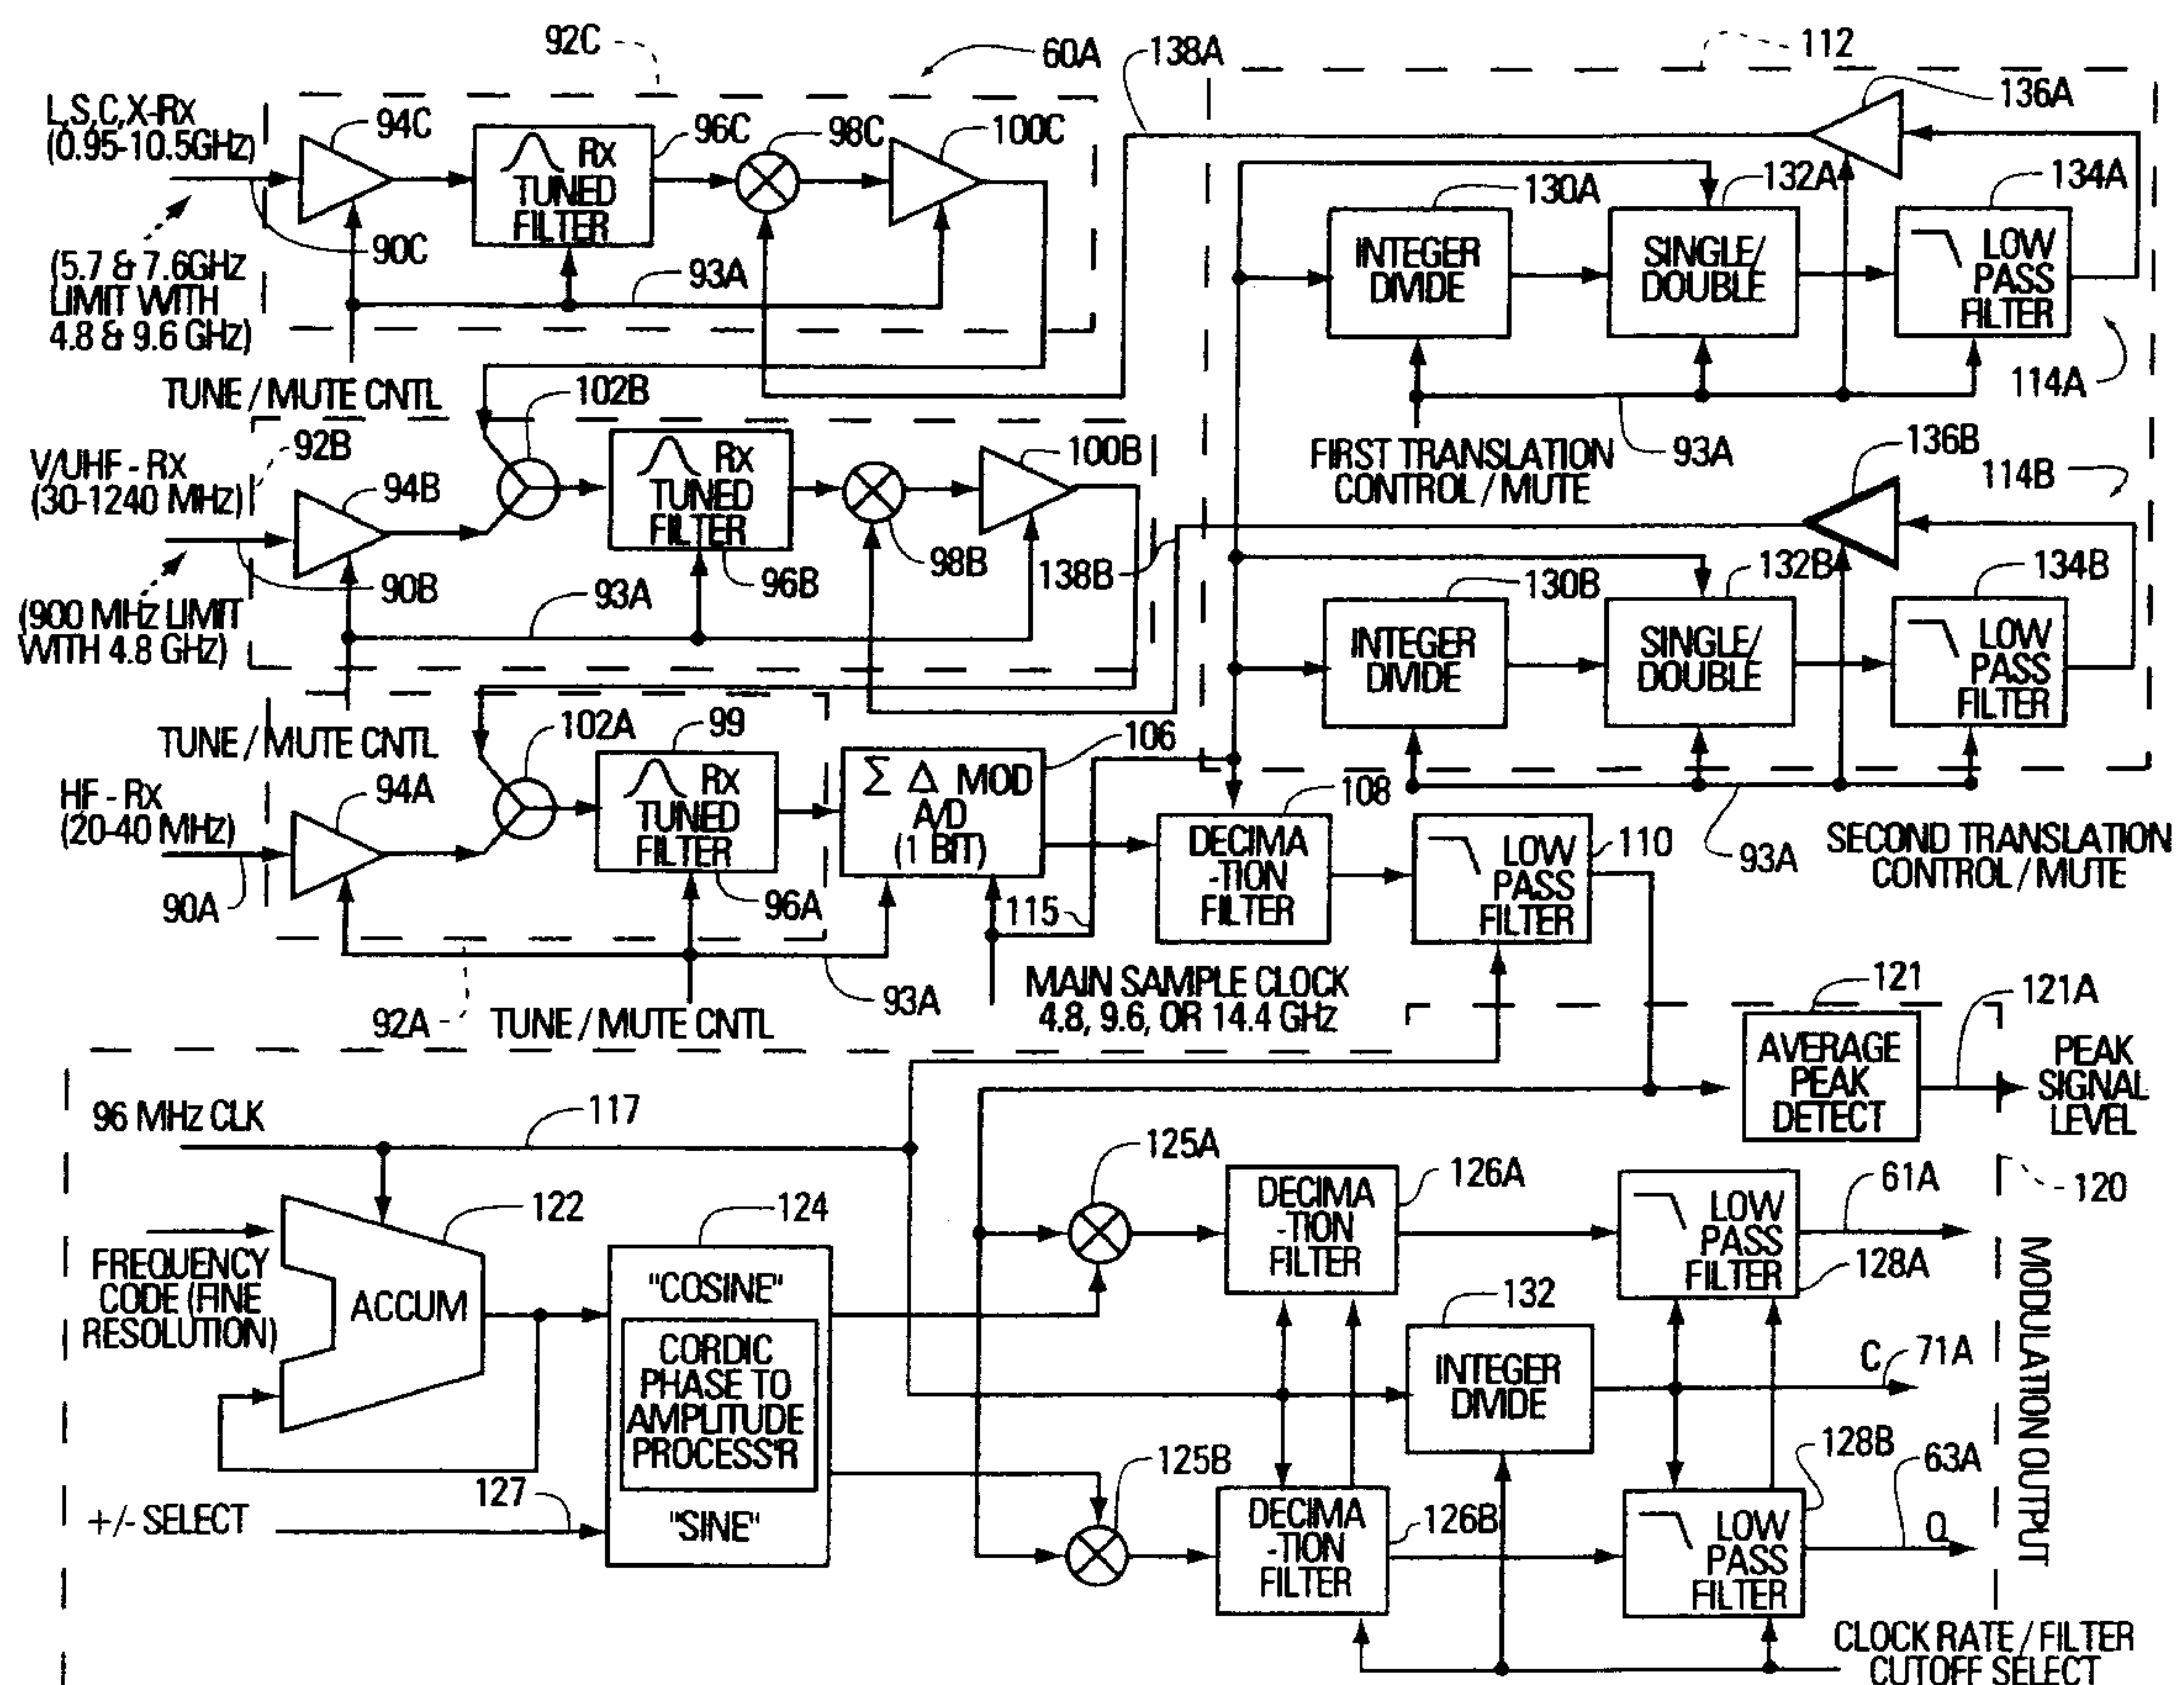 92C
60A
138A
112
L,S,C,X-Rx
(0.95-10.5GHz)
94C
Rx
TUNED
FILTER
96C
98C
100C
136A
90C
(5.7 & 7.6GHz
LIMIT WITH
4.8 & 9.6 GHz)
93A
TUNE / MUTE CNTL
130A
INTEGER
DIVIDE
132A
SINGLE/
DOUBLE
134A
LOW
PASS
FILTER
114A
FIRST TRANSLATION
CONTROL / MUTE
93A
102B
92B
V/UHF - Rx
(30-1240 MHz)
94B
Rx
TUNED
FILTER
96B
98B
100B
138B
136B
114B
90B
(900 MHz LIMIT
WITH 4.8 GHz)
93A
TUNE / MUTE CNTL
130B
INTEGER
DIVIDE
132B
SINGLE/
DOUBLE
134B
LOW
PASS
FILTER
93A
SECOND TRANSLATION
CONTROL / MUTE
102A
99
HF - Rx
(20-40 MHz)
94A
Rx
TUNED
FILTER
96A
106
Σ Δ MOD
A/D
(1 BIT)
108
DECIMA
-TION
FILTER
LOW
PASS
FILTER
110
90A
115
93A
92A
TUNE / MUTE CNTL
MAIN SAMPLE CLOCK
4.8, 9.6, OR 14.4 GHz
121
121A
AVERAGE
PEAK
DETECT
PEAK
SIGNAL
LEVEL
96 MHz CLK
117
122
FREQUENCY
CODE (FINE
RESOLUTION)
ACCUM
124
"COSINE"
CORDIC
PHASE TO
AMPLITUDE
PROCESS'R
"SINE"
127
+/- SELECT
125A
DECIMA
-TION
FILTER
126A
LOW
PASS
FILTER
61A
128A
120
132
INTEGER
DIVIDE
C
71A
125B
DECIMA
-TION
FILTER
126B
LOW
PASS
FILTER
128B
63A
Q
MODULATION OUTPUT
CLOCK RATE / FILTER
CUTOFF SELECT